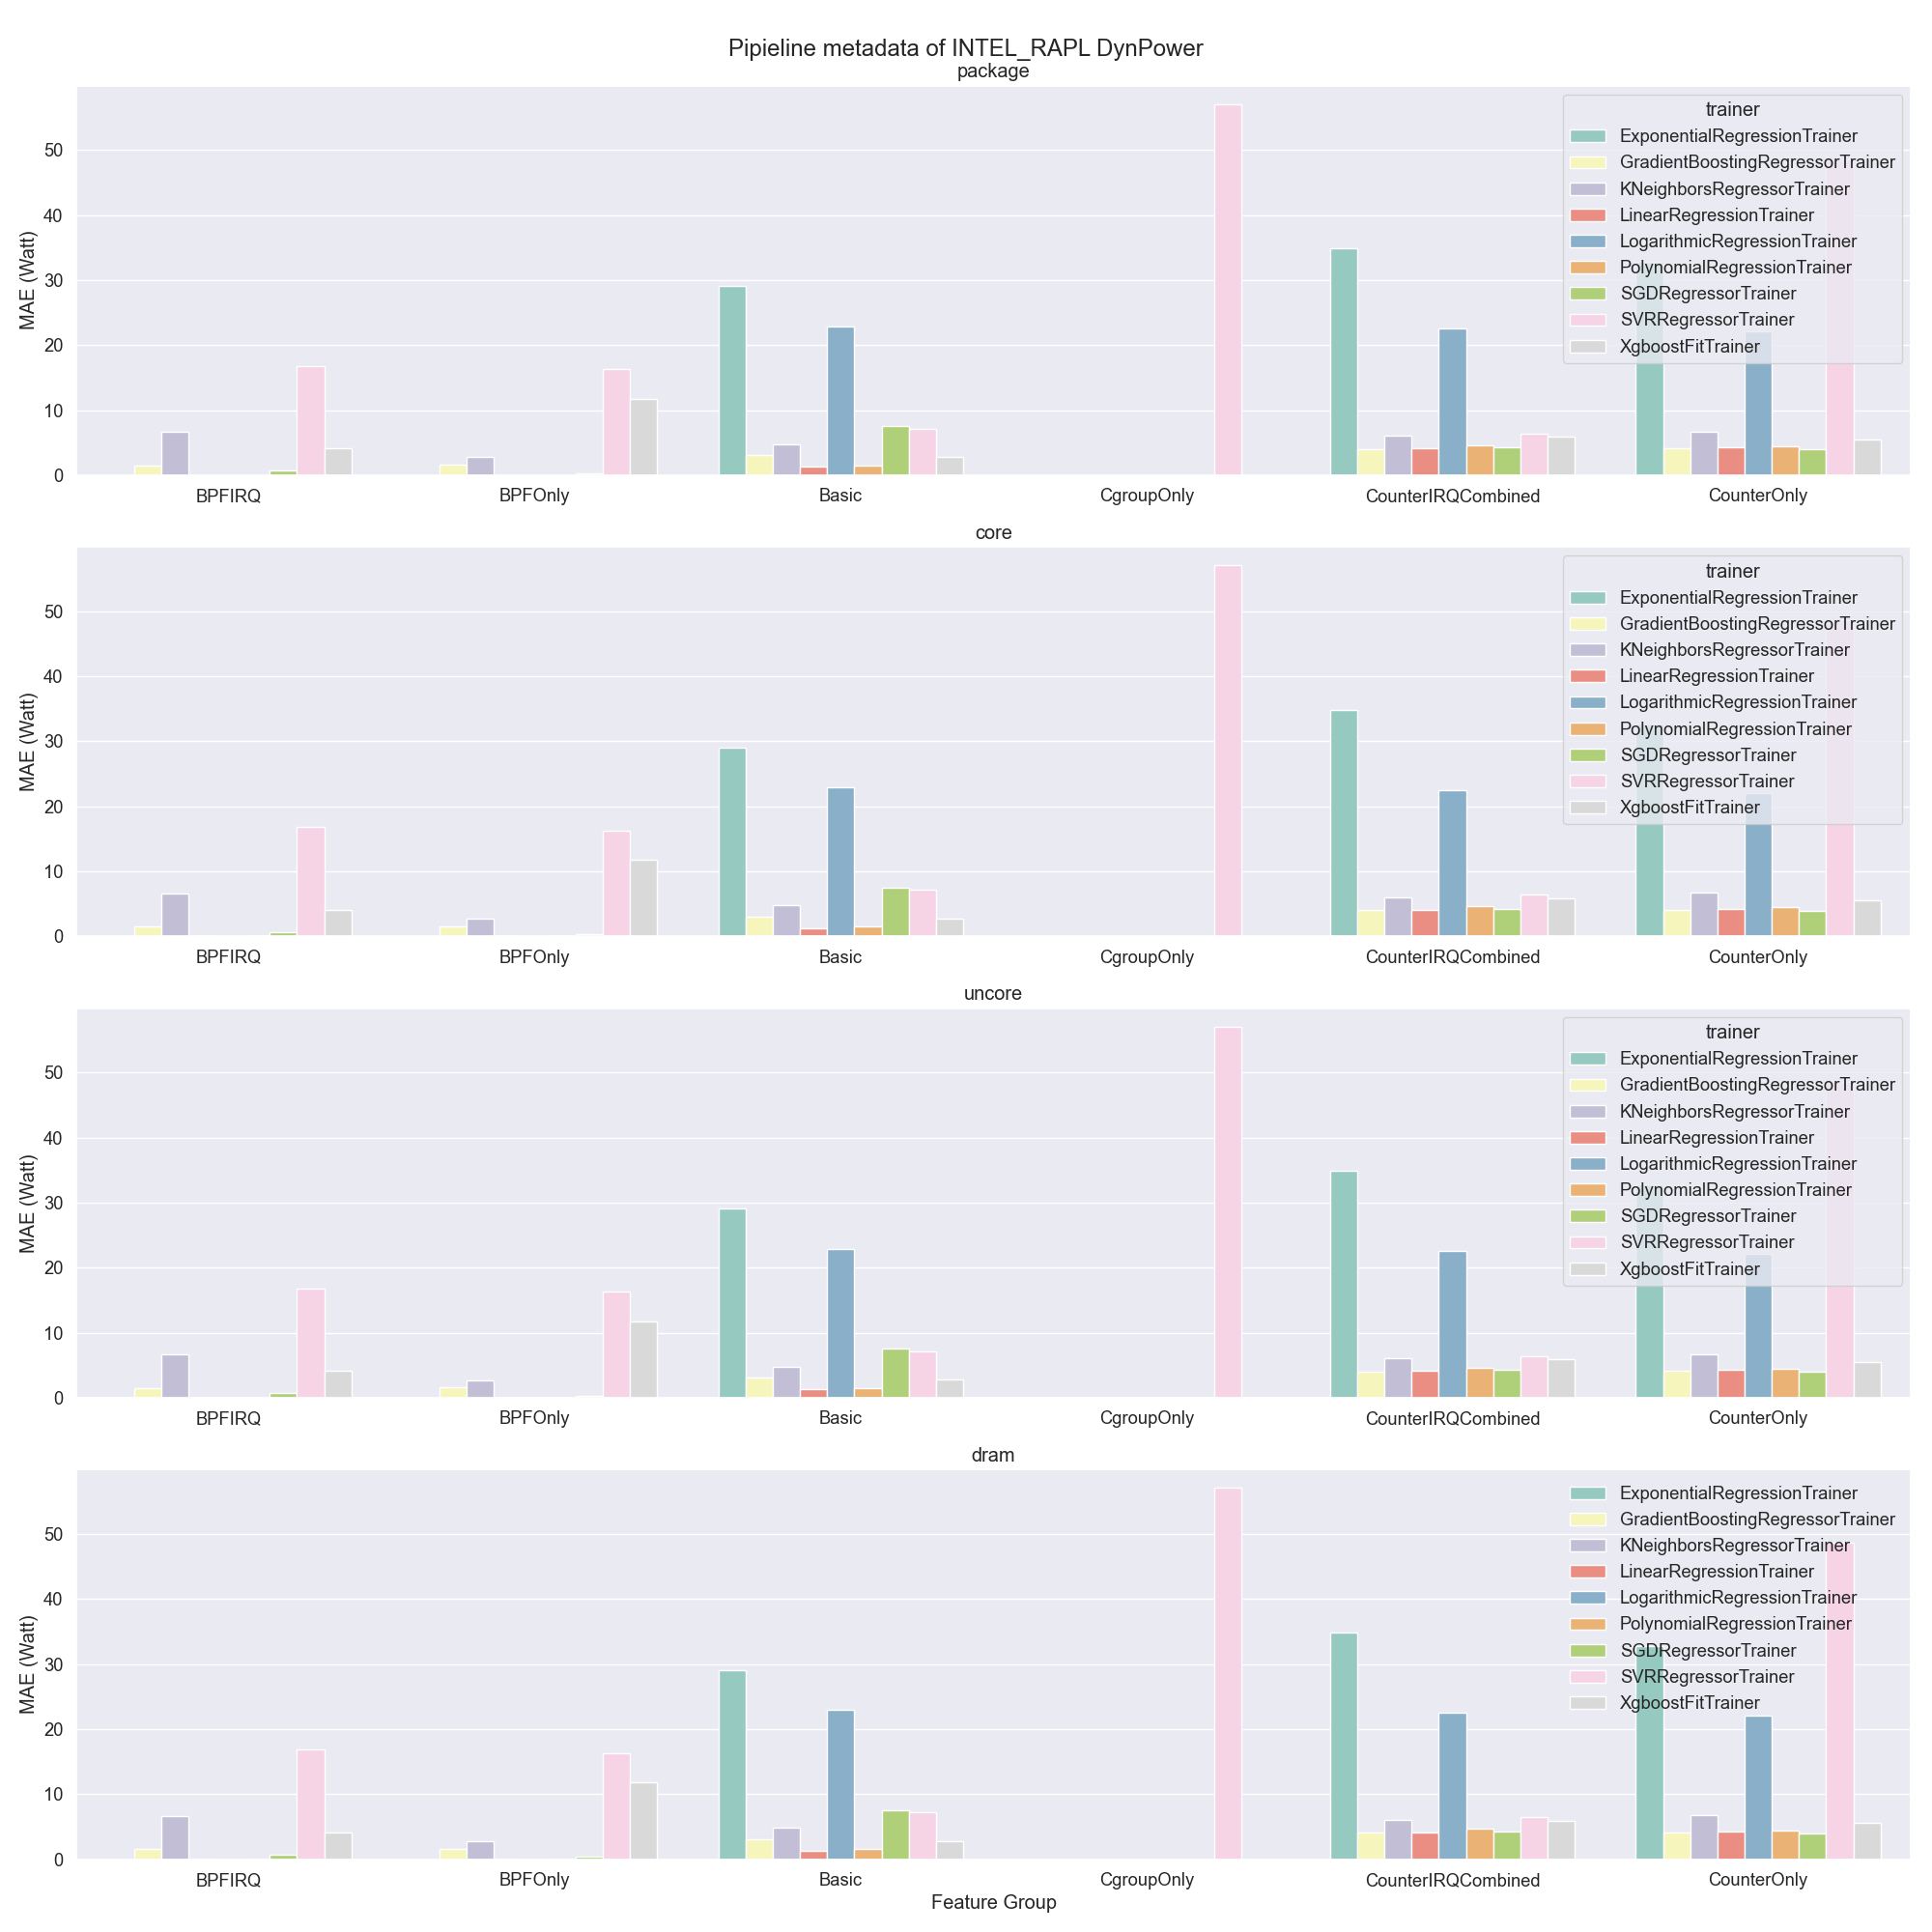 Pipieline metadata of INTEL_RAPL DynPower
package
MAE (Watt)
50
40
30
20
10
0
trainer
ExponentialRegressionTrainer
GradientBoostingRegressorTrainer
KNeighborsRegressorTrainer
LinearRegressionTrainer
LogarithmicRegressionTrainer
PolynomialRegressionTrainer
SGDRegressorTrainer
SVRRegressorTrainer
XgboostFitTrainer
BPFIRQ BPFOnly Basic CgroupOnly CounterIRQCombined CounterOnly
core
MAE (Watt)
50
40
30
20
10
0
trainer
ExponentialRegressionTrainer
GradientBoostingRegressorTrainer
KNeighborsRegressorTrainer
LinearRegressionTrainer
LogarithmicRegressionTrainer
PolynomialRegressionTrainer
SGDRegressorTrainer
SVRRegressorTrainer
XgboostFitTrainer
BPFIRQ BPFOnly Basic CgroupOnly CounterIRQCombined CounterOnly
uncore
MAE (Watt)
50
40
30
20
10
0
trainer
ExponentialRegressionTrainer
GradientBoostingRegressorTrainer
KNeighborsRegressorTrainer
LinearRegressionTrainer
LogarithmicRegressionTrainer
PolynomialRegressionTrainer
SGDRegressorTrainer
SVRRegressorTrainer
XgboostFitTrainer
BPFIRQ BPFOnly Basic CgroupOnly CounterIRQCombined CounterOnly
dram
MAE (Watt)
50
40
30
20
10
0
ExponentialRegressionTrainer
GradientBoostingRegressorTrainer
KNeighborsRegressorTrainer
LinearRegressionTrainer
LogarithmicRegressionTrainer
PolynomialRegressionTrainer
SGDRegressorTrainer
SVRRegressorTrainer
XgboostFitTrainer
BPFIRQ BPFOnly Basic CgroupOnly CounterIRQCombined CounterOnly
Feature Group